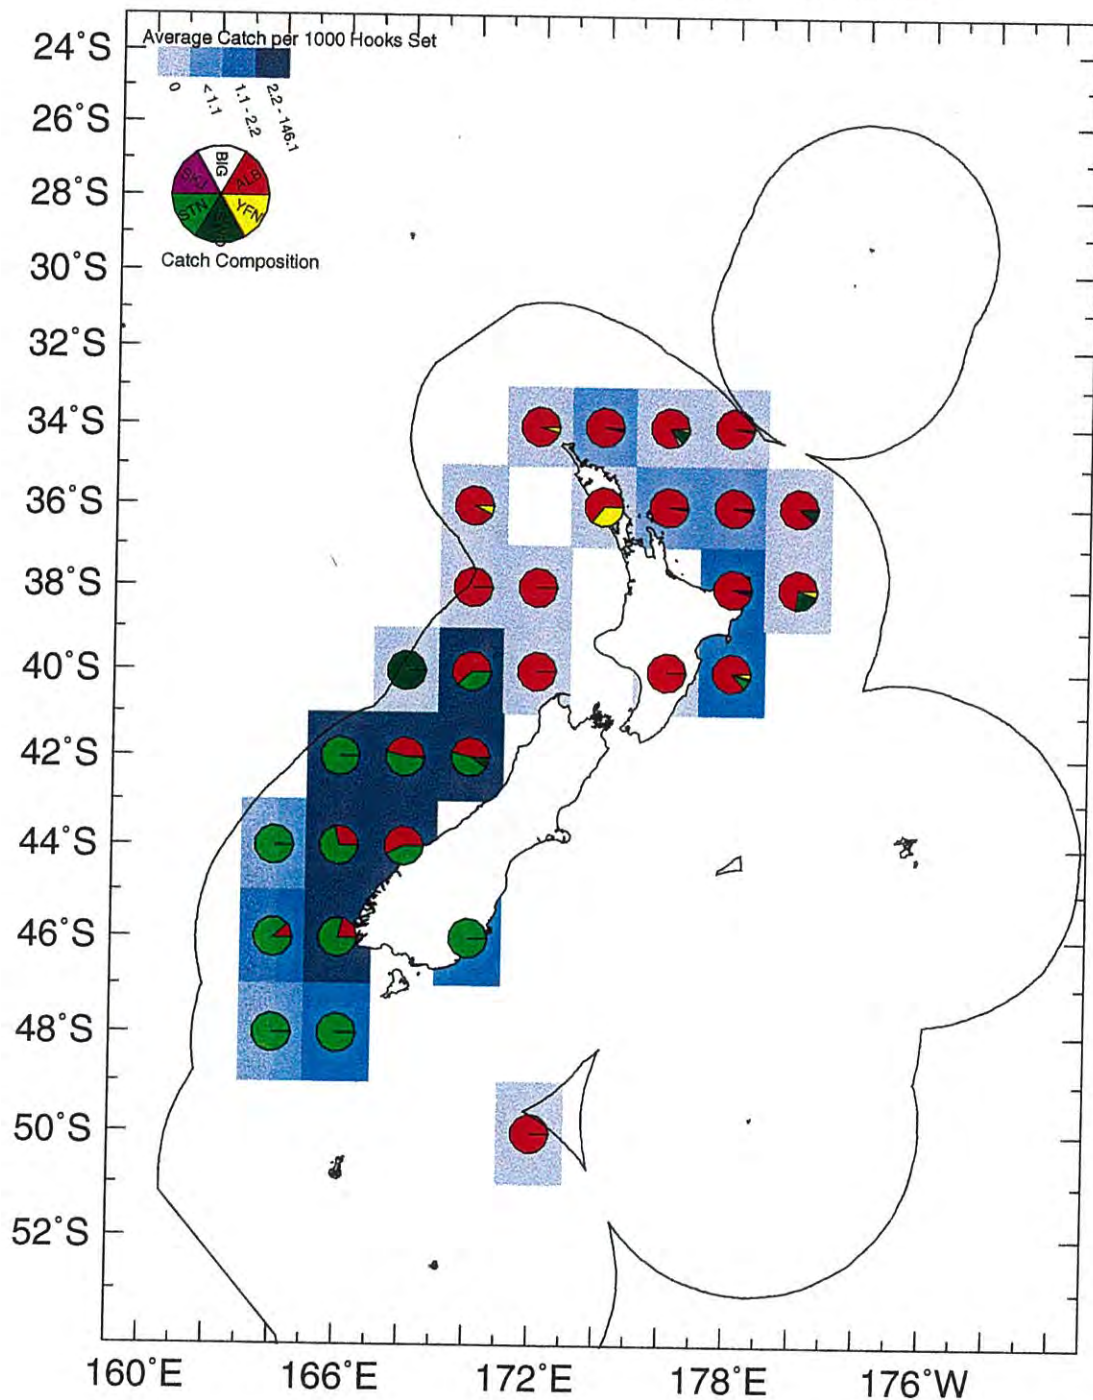 24°S
26°S
28°S
30°S
32°S
34°S
36°S
38°S
40°S
42°S
44°S
46°S
48°S
50°S
52°S
Average Catch per 1000 Hooks Set
0
<1.1
1.1 - 2.2
2.2 - 146.1
BIG
ALB
YFN
STN
SKJ
Catch Composition
160°E
166°E
172°E
178°E
176°W